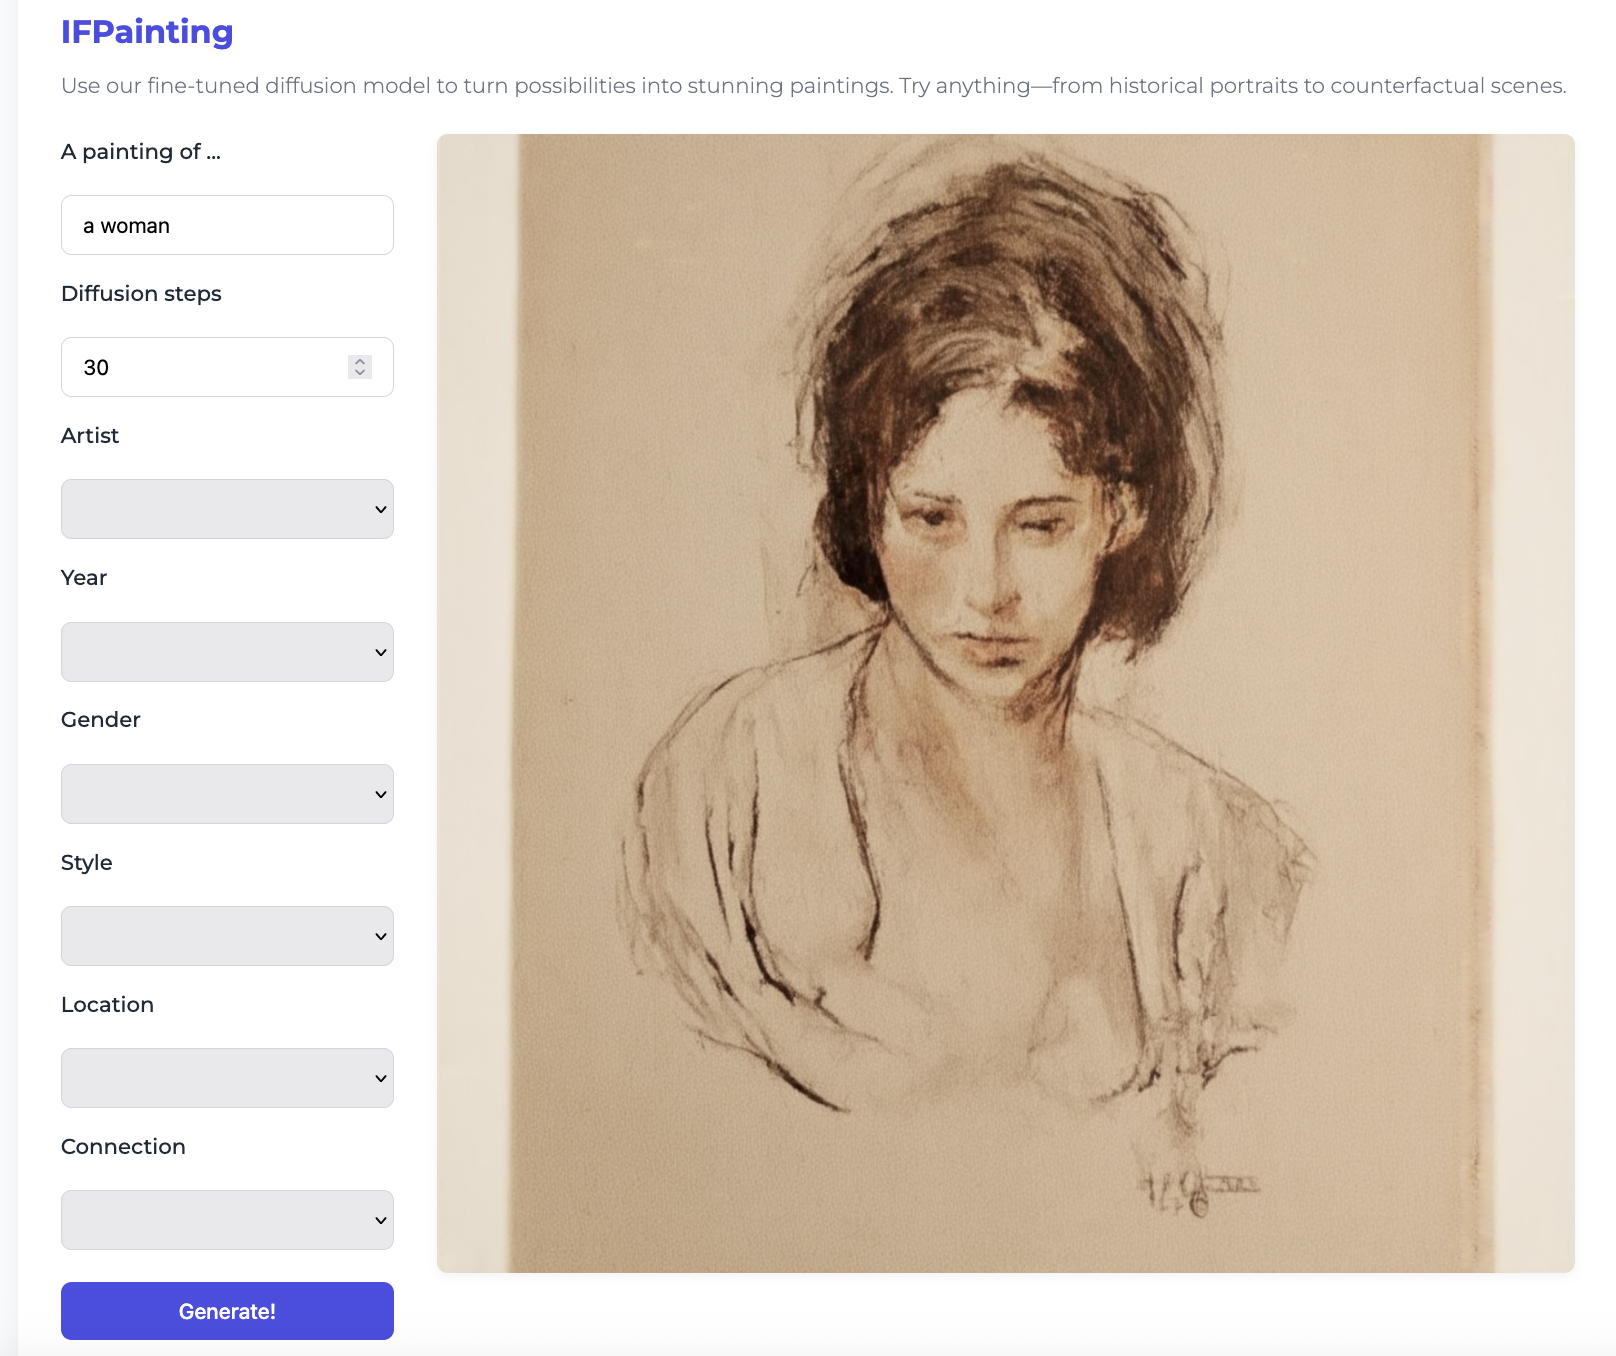 IFPainting
Use our fine-tuned diffusion model to turn possibilities into stunning paintings. Try anything—from historical portraits to counterfactual scenes.
A painting of ...
a woman
Diffusion steps
30
Artist
Year
Gender
Style
Location
Connection
Generate!